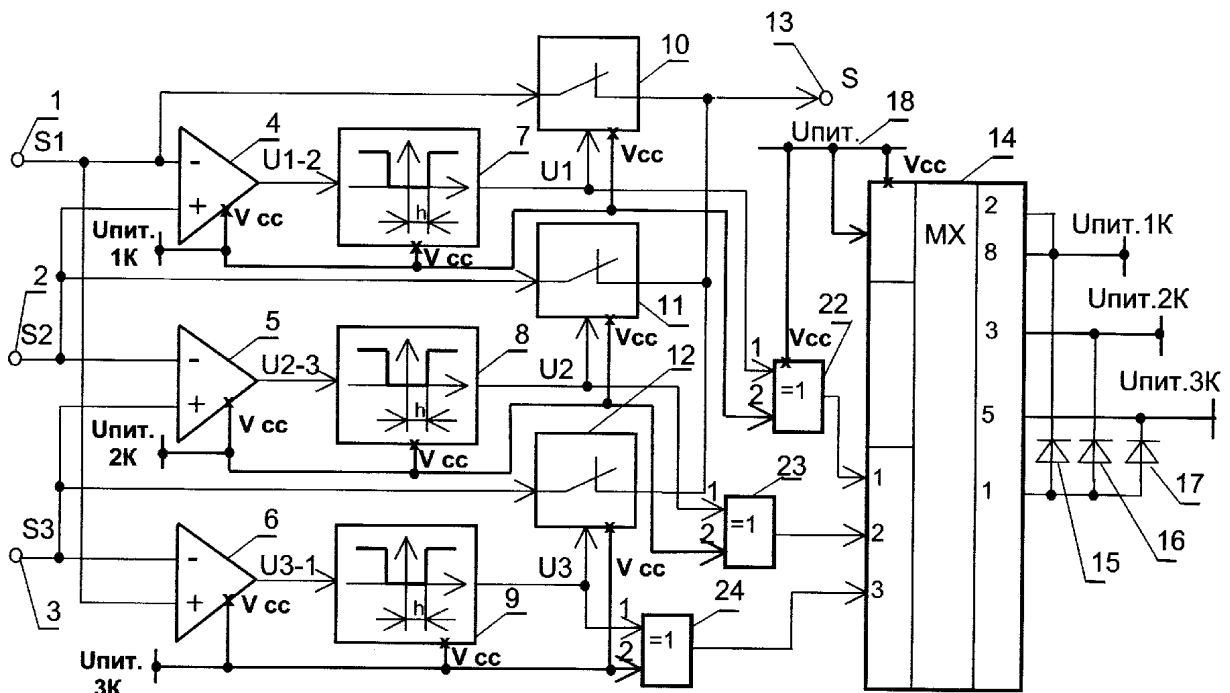 1
S1
4
U1-2
7
10
13
S
18
Uпит.
14
Vcc
U1
Vcc
V cc
h
Uпит.
1К
V cc
2
S2
5
U2-3
8
11
12
Vcc
U2
h
V cc
Uпит.
2К
V cc
3
S3
6
U3-1
9
U3
V cc
h
V cc
V cc
Uпит.
3К
22
Vcc
1
2
=1
23
1
2
=1
24
1
2
=1
MX
1
2
3
2
8
3
5
1
Uпит.1К
Uпит.2К
Uпит.3К
15
16
17
-
+
-
+
-
+